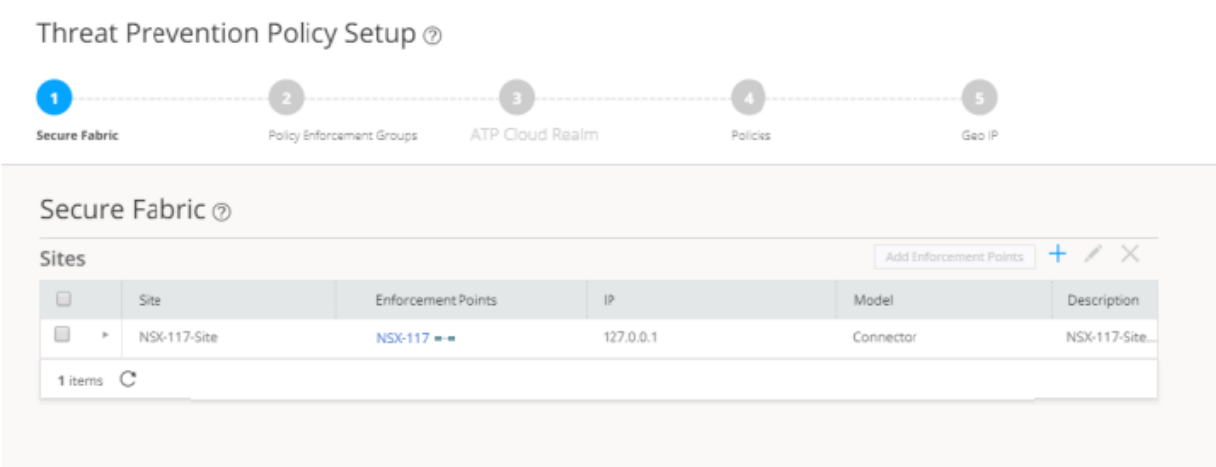 Threat Prevention Policy Setup ?
1 2 3 4 5
Secure Fabric Policy Enforcement Groups ATP Cloud Realm Policies Geo IP
Secure Fabric ?
Sites Add Enforcement Points
Site Enforcement Points IP Model Description
NSX-117-Site NSX-117 127.0.0.1 Connector NSX-117-Site...
1 items